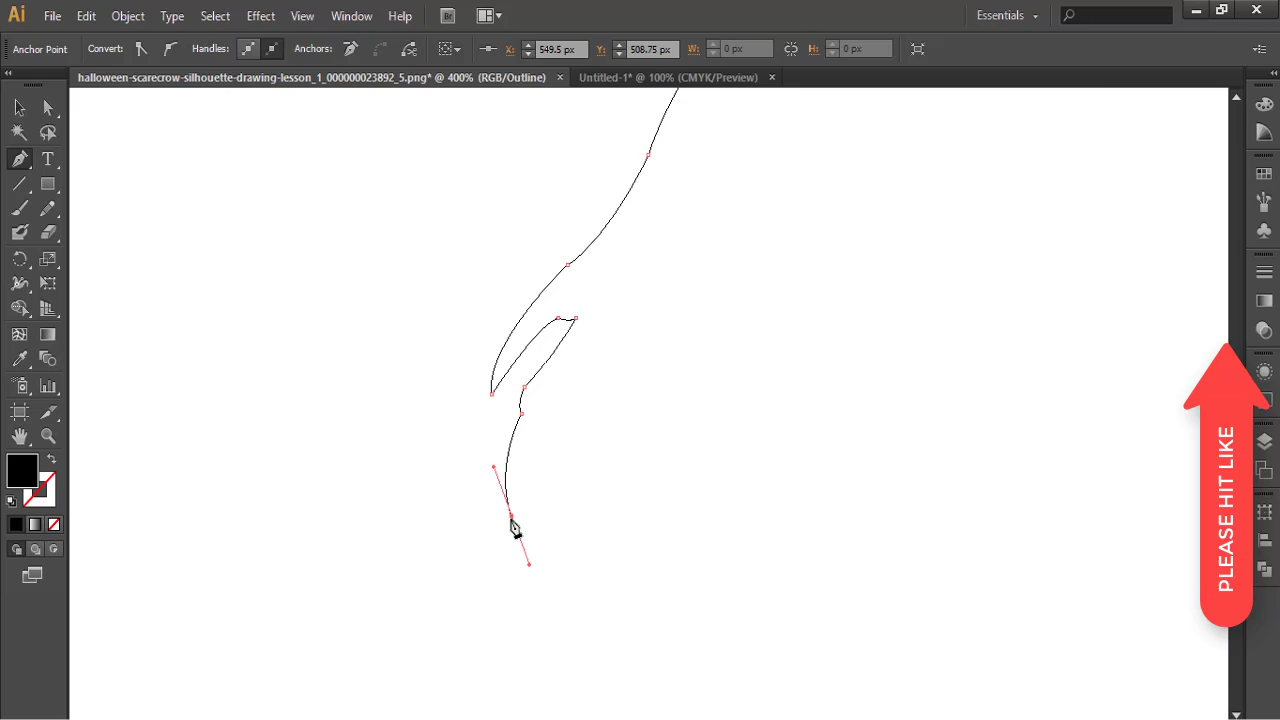 Ai File Edit Object Type Select Effect View Window Help Br Essentials
Anchor Point Convert: Handles: Anchors: X: 549.5 px Y: 508.75 px W: 0 px H: 0 px
halloween-scarecrow-silhouette-drawing-lesson_1_000000023892_5.png* @ 400% (RGB/Outline) × Untitled-1* @ 100% (CMYK/Preview) ×
T
PLEASE HIT LIKE